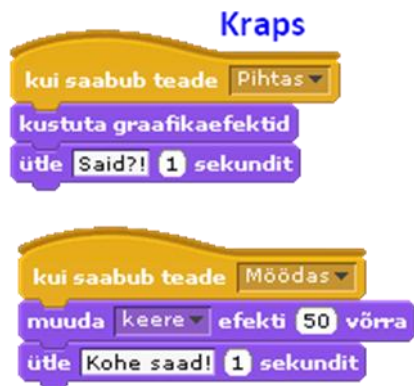 Kraps
kui saabub teade Pihtas
kustuta graafikaefektid
ütle Said?! 1 sekundit
kui saabub teade Möödas
muuda keere efekti 50 võrra
ütle Kohe saad! 1 sekundit